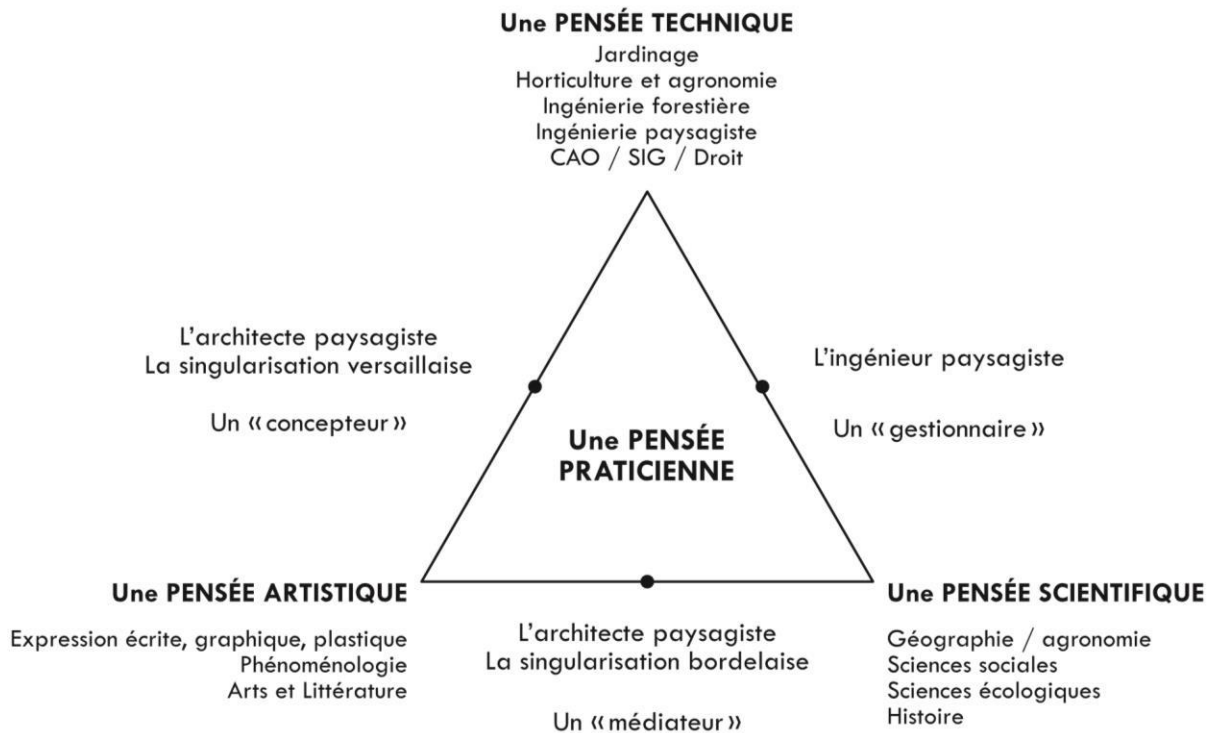 Une PENSÉE TECHNIQUE
Jardinage
Horticulture et agronomie
Ingénierie forestière
Ingénierie paysagiste
CAO / SIG / Droit
L'architecte paysagiste
La singularisation versaillaise
Un « concepteur »
L'ingénieur paysagiste
Un « gestionnaire »
Une PENSÉE
PRATICIENNE
Une PENSÉE ARTISTIQUE
Expression écrite, graphique, plastique
Phénoménologie
Arts et Littérature
L'architecte paysagiste
La singularisation bordelaise
Un « médiateur »
Une PENSÉE SCIENTIFIQUE
Géographie / agronomie
Sciences sociales
Sciences écologiques
Histoire